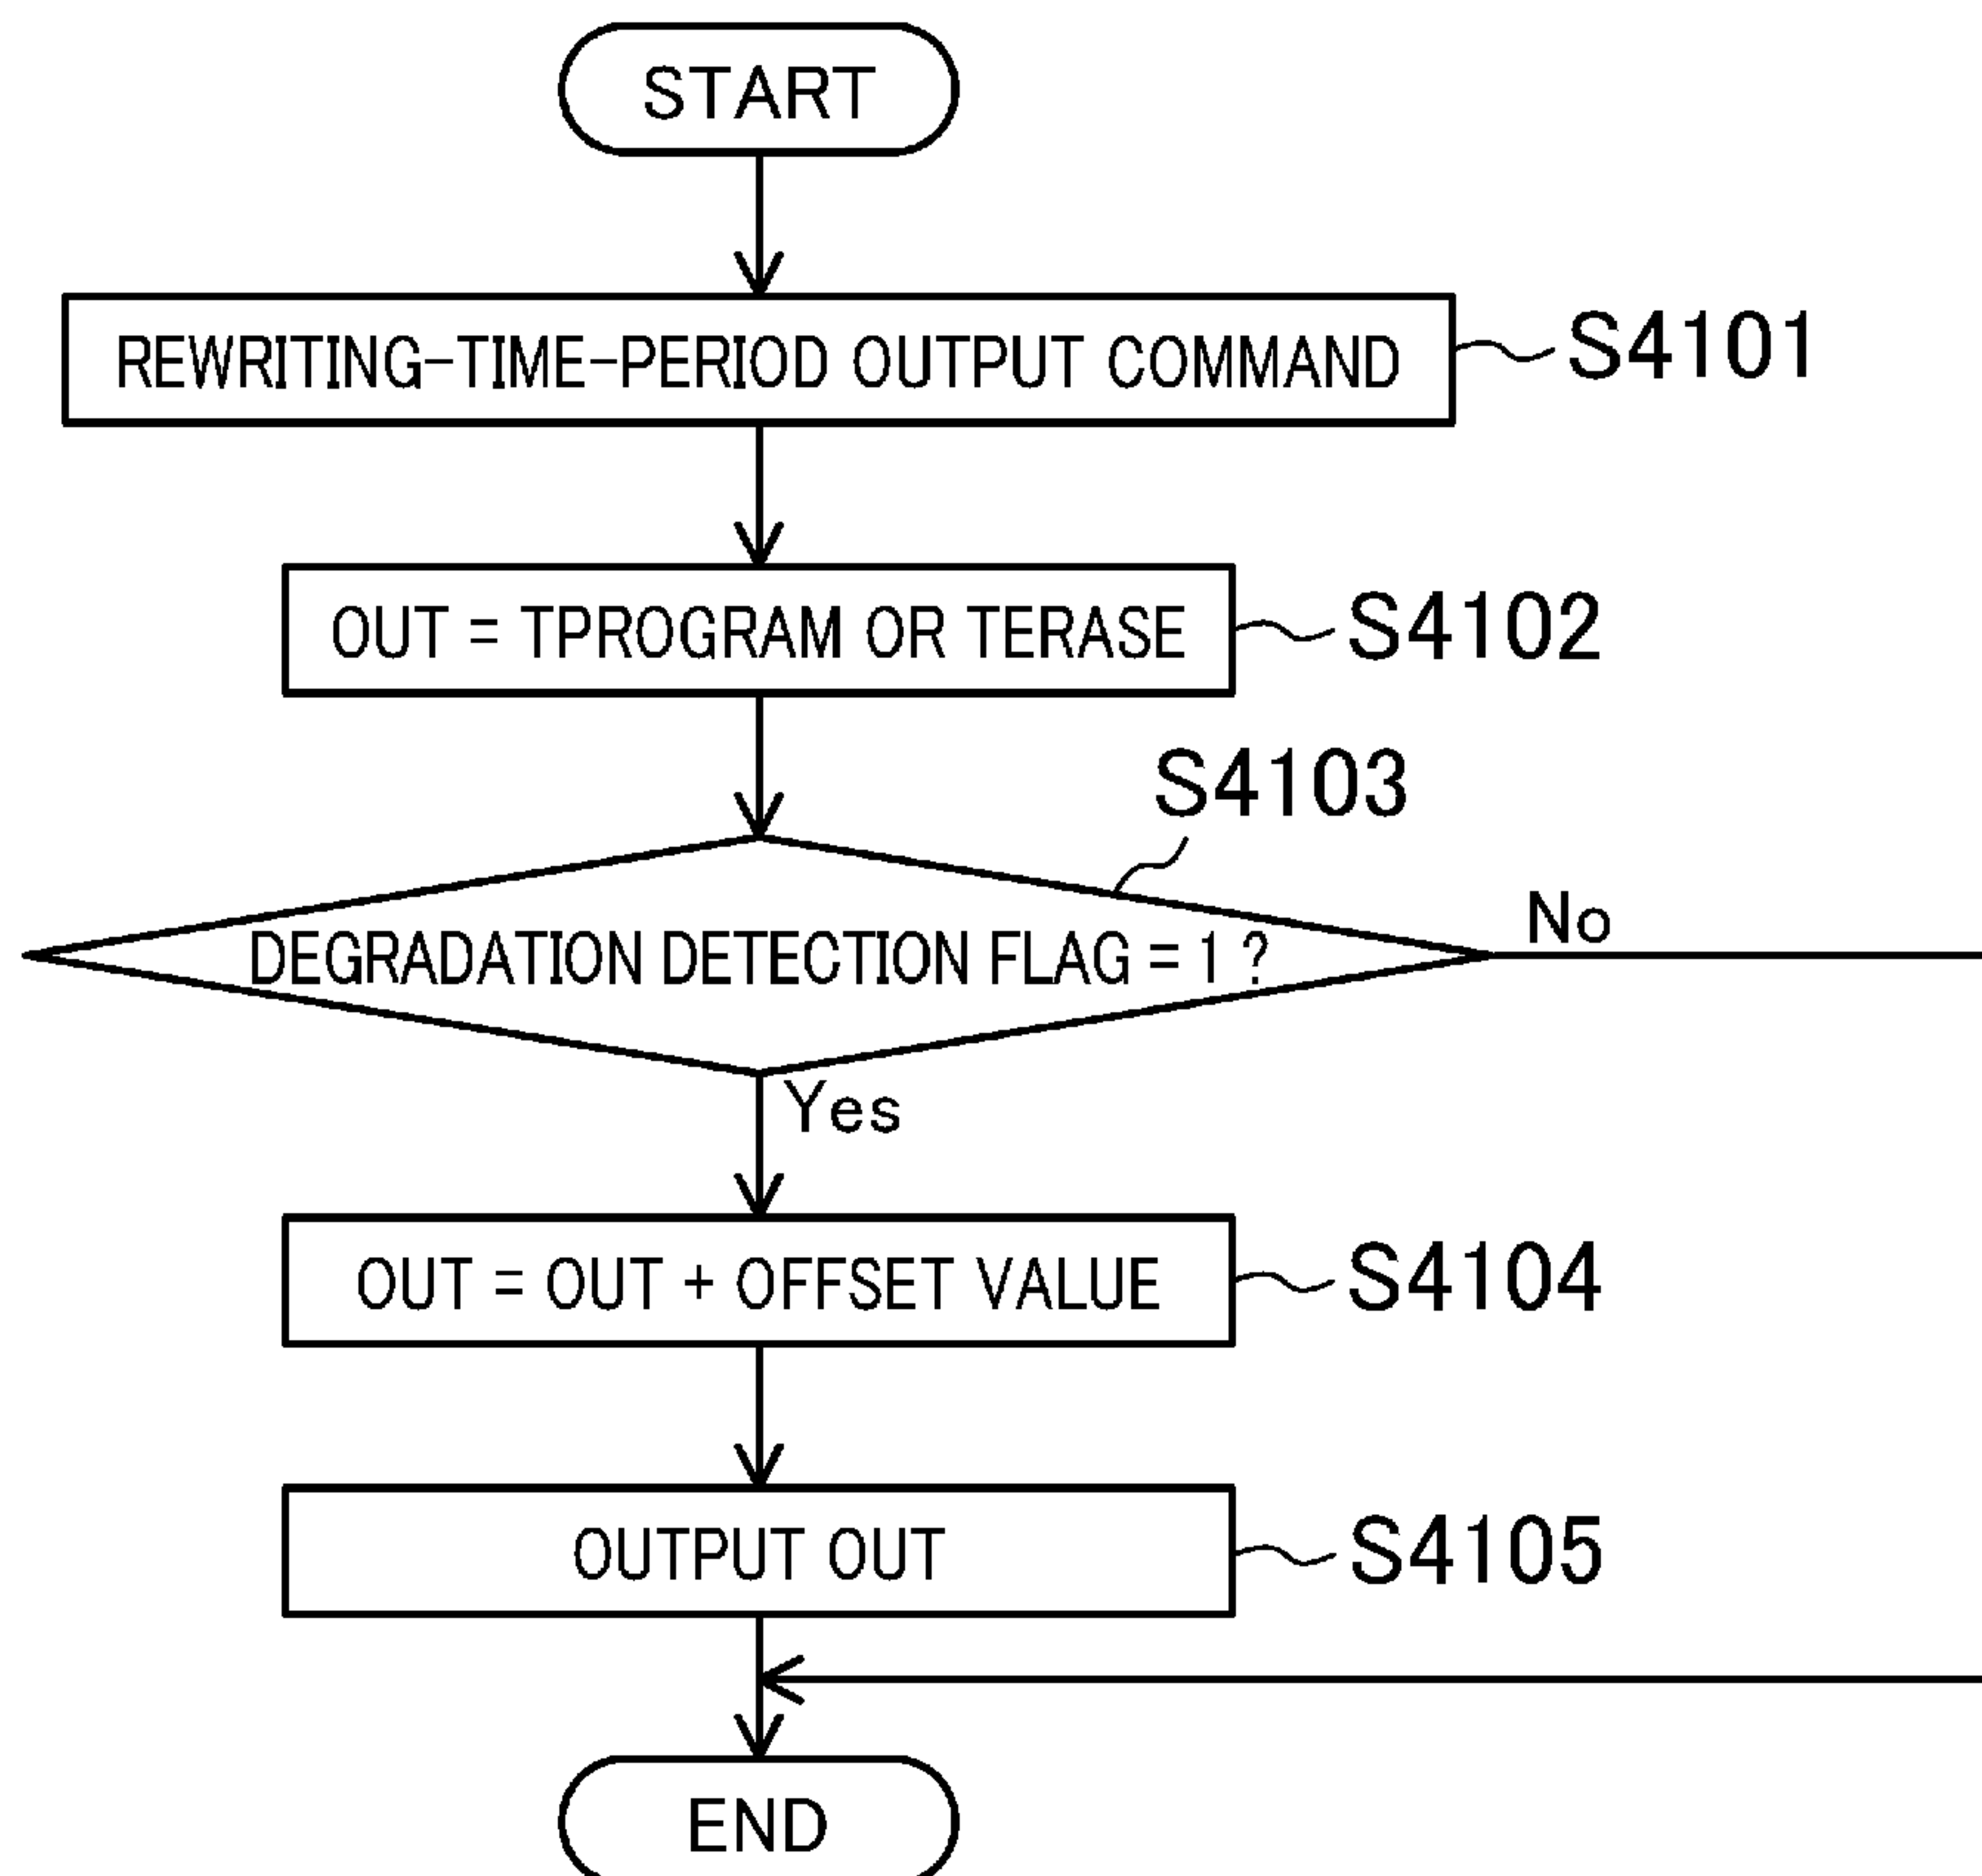 START
REWRITING-TIME-PERIOD OUTPUT COMMAND
S4101
OUT = TPROGRAM OR TERASE
S4102
S4103
DEGRADATION DETECTION FLAG = 1 ?
No
Yes
OUT = OUT + OFFSET VALUE
S4104
OUTPUT OUT
S4105
END